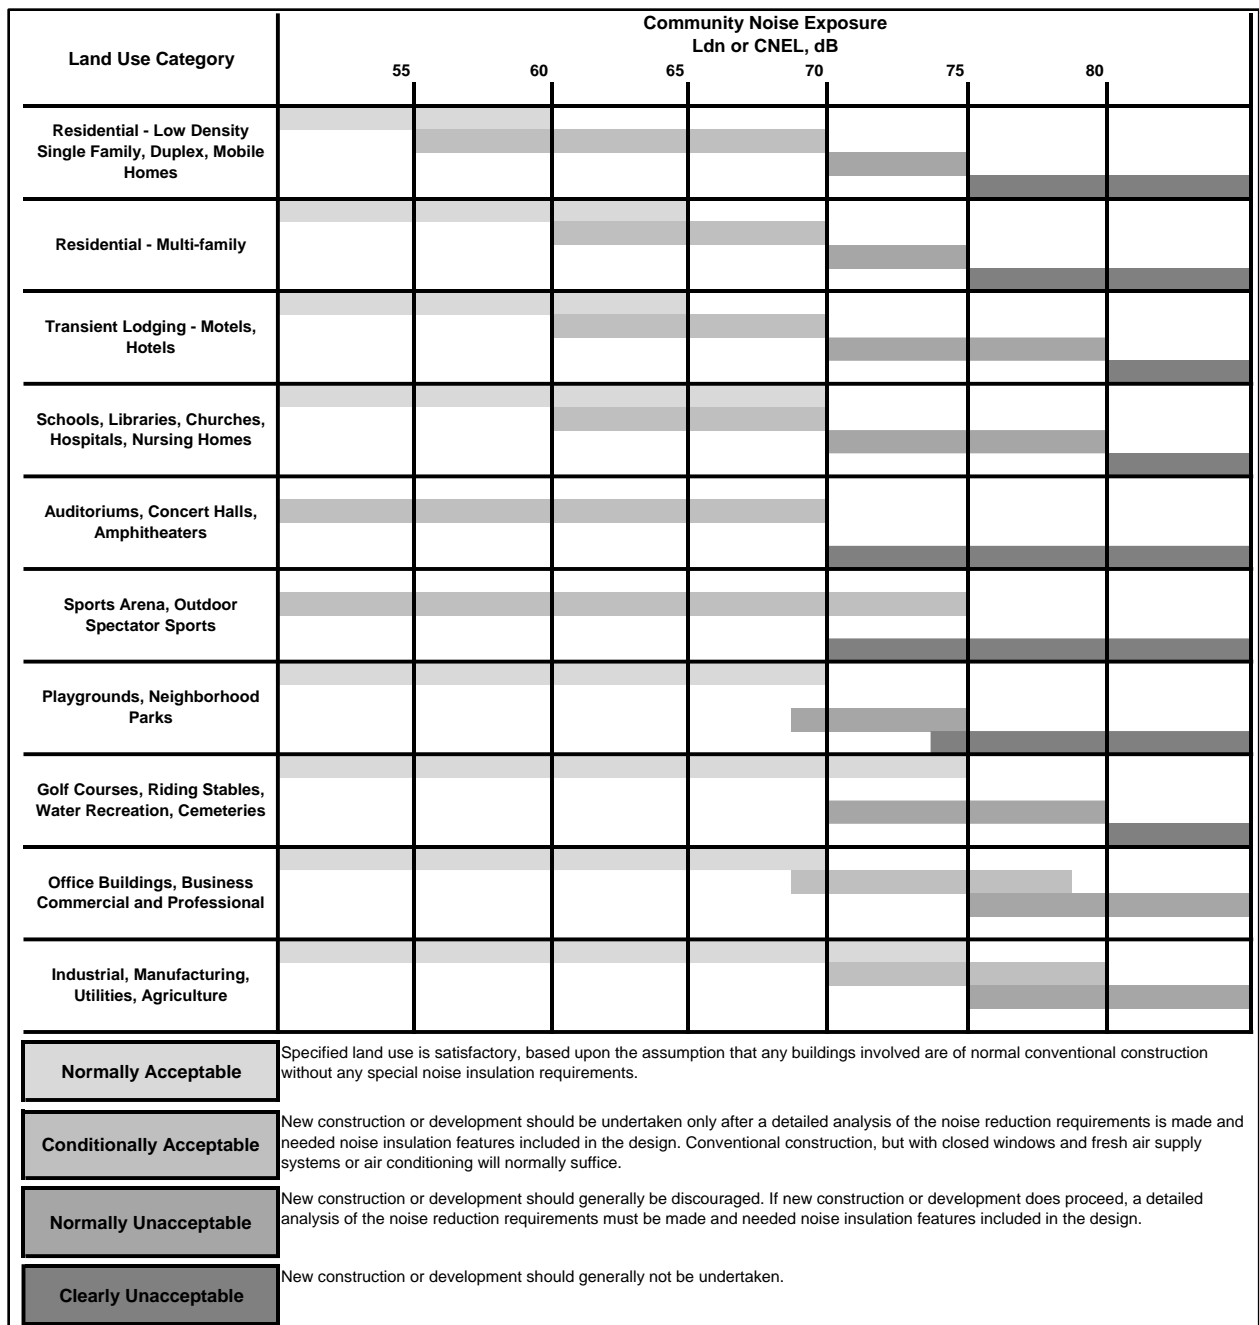 Community Noise Exposure
Ldn or CNEL, dB
Land Use Category
55 60 65 70 75 80
Residential - Low Density
Single Family, Duplex, Mobile
Homes
Residential - Multi-family
Transient Lodging - Motels,
Hotels
Schools, Libraries, Churches,
Hospitals, Nursing Homes
Auditoriums, Concert Halls,
Amphitheaters
Sports Arena, Outdoor
Spectator Sports
Playgrounds, Neighborhood
Parks
Golf Courses, Riding Stables,
Water Recreation, Cemeteries
Office Buildings, Business
Commercial and Professional
Industrial, Manufacturing,
Utilities, Agriculture
Normally Acceptable
Specified land use is satisfactory, based upon the assumption that any buildings involved are of normal conventional construction
without any special noise insulation requirements.
Conditionally Acceptable
New construction or development should be undertaken only after a detailed analysis of the noise reduction requirements is made and
needed noise insulation features included in the design. Conventional construction, but with closed windows and fresh air supply
systems or air conditioning will normally suffice.
Normally Unacceptable
New construction or development should generally be discouraged. If new construction or development does proceed, a detailed
analysis of the noise reduction requirements must be made and needed noise insulation features included in the design.
Clearly Unacceptable
New construction or development should generally not be undertaken.